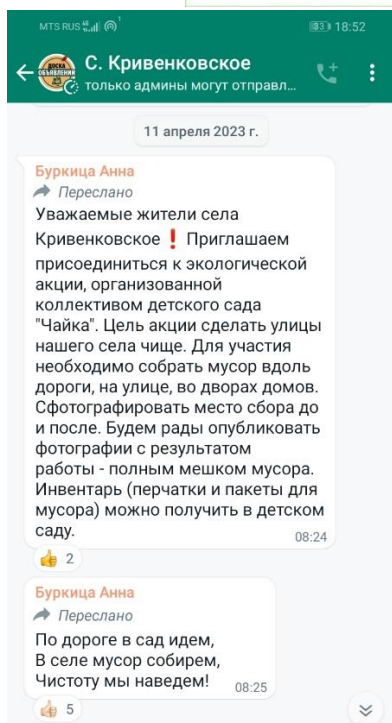 MTS RUS 18:52
33
С. Кривенковское
только админы могут отправл...
11 апреля 2023 г.
Буркица Анна
Переслано
Уважаемые жители села
Кривенковское❗ Приглашаем
присоединиться к экологической
акции, организованной
коллективом детского сада
"Чайка". Цель акции сделать улицы
нашего села чище. Для участия
необходимо собрать мусор вдоль
дороги, на улице, во дворах домов.
Сфотографировать место сбора до
и после. Будем рады опубликовать
фотографии с результатом
работы - полным мешком мусора.
Инвентарь (перчатки и пакеты для
мусора) можно получить в детском
саду.
08:24
👍 2
Буркица Анна
Переслано
По дороге в сад идем,
В селе мусор собирем,
Чистоту мы наведем!
08:25
👍 5